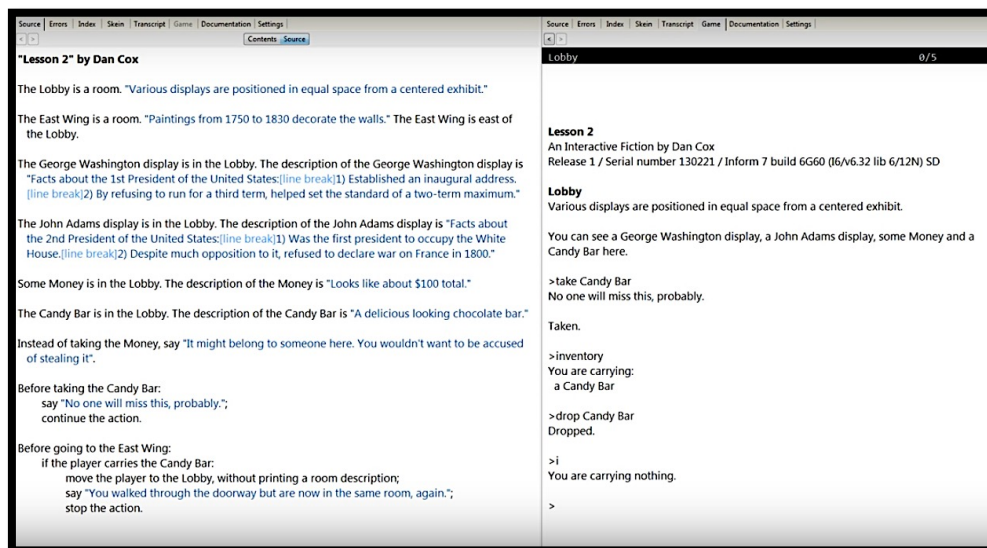 Source Errors Index Skein Transcript Game Documentation Settings
< >
Contents Source
"Lesson 2" by Dan Cox
The Lobby is a room. "Various displays are positioned in equal space from a centered exhibit."
The East Wing is a room. "Paintings from 1750 to 1830 decorate the walls." The East Wing is east of
the Lobby.
The George Washington display is in the Lobby. The description of the George Washington display is
"Facts about the 1st President of the United States:[line break]1) Established an inaugural address.
[line break]2) By refusing to run for a third term, helped set the standard of a two-term maximum."
The John Adams display is in the Lobby. The description of the John Adams display is "Facts about
the 2nd President of the United States:[line break]1) Was the first president to occupy the White
House.[line break]2) Despite much opposition to it, refused to declare war on France in 1800."
Some Money is in the Lobby. The description of the Money is "Looks like about $100 total."
The Candy Bar is in the Lobby. The description of the Candy Bar is "A delicious looking chocolate bar."
Instead of taking the Money, say "It might belong to someone here. You wouldn't want to be accused
of stealing it".
Before taking the Candy Bar:
say "No one will miss this, probably.";
continue the action.
Before going to the East Wing:
if the player carries the Candy Bar:
move the player to the Lobby, without printing a room description;
say "You walked through the doorway but are now in the same room, again.";
stop the action.
Source Errors Index Skein Transcript Game Documentation Settings
< >
Lobby 0/5
Lesson 2
An Interactive Fiction by Dan Cox
Release 1 / Serial number 130221 / Inform 7 build 6G60 (I6/v6.32 lib 6/12N) SD
Lobby
Various displays are positioned in equal space from a centered exhibit.
You can see a George Washington display, a John Adams display, some Money and a
Candy Bar here.
>take Candy Bar
No one will miss this, probably.
Taken.
>inventory
You are carrying:
a Candy Bar
>drop Candy Bar
Dropped.
>i
You are carrying nothing.
>